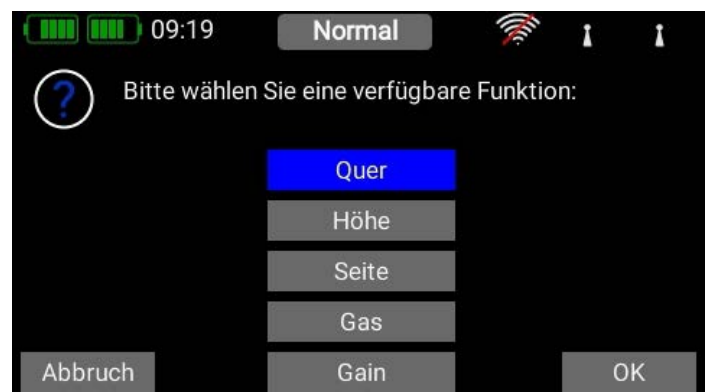 09:19 Normal
Bitte wählen Sie eine verfügbare Funktion:
Quer
Höhe
Seite
Gas
Abbruch Gain OK